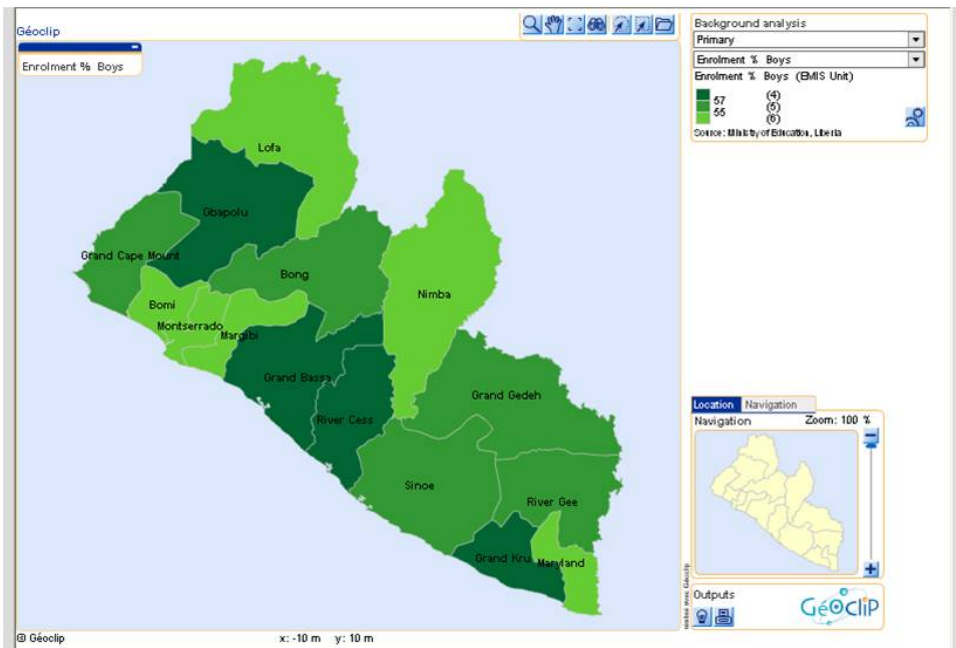 Géoclip
Enrolment % Boys
Lofa
Gbapolu
Grand Cape Mount
Bong
Nimba
Bomi
Montserrado
Margibi
Grand Bassa
River Cess
Grand Gedeh
Sinoe
River Gee
Grand Kru
Maryland
@ Géoclip
x: -10 m y: 10 m
Background analysis
Primary
Enrolment % Boys
Enrolment % Boys (EMIS Unit)
(4)
57
(5)
55
(6)
Source: Ministry of Education, Liberia
Location Navigation
Navigation Zoom: 100 %
Outputs
GéOCliP